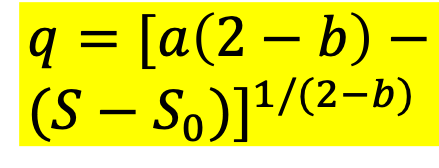 q = [a(2 − b) −
(S − S₀)]^{1/(2−b)}